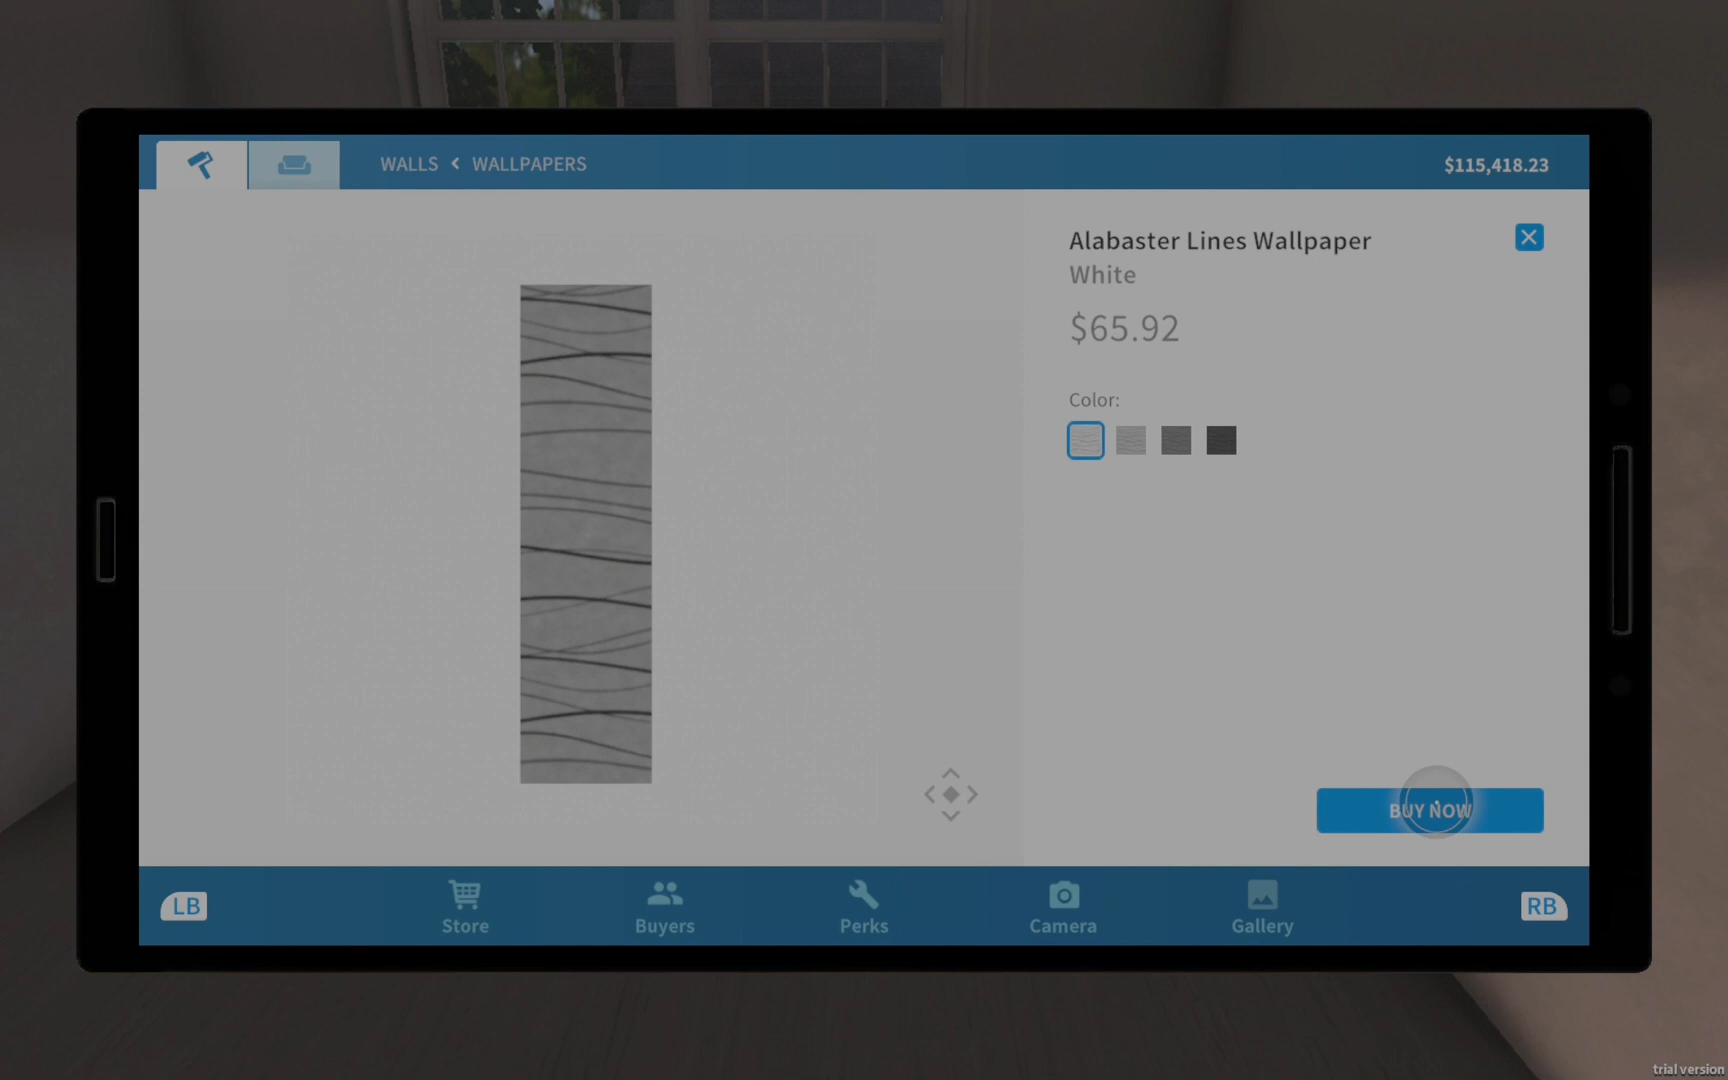 WALLS < WALLPAPERS
$115,418.23
Alabaster Lines Wallpaper
White
$65.92
Color:
BUY NOW
LB
Store
Buyers
Perks
Camera
Gallery
RB
trial version